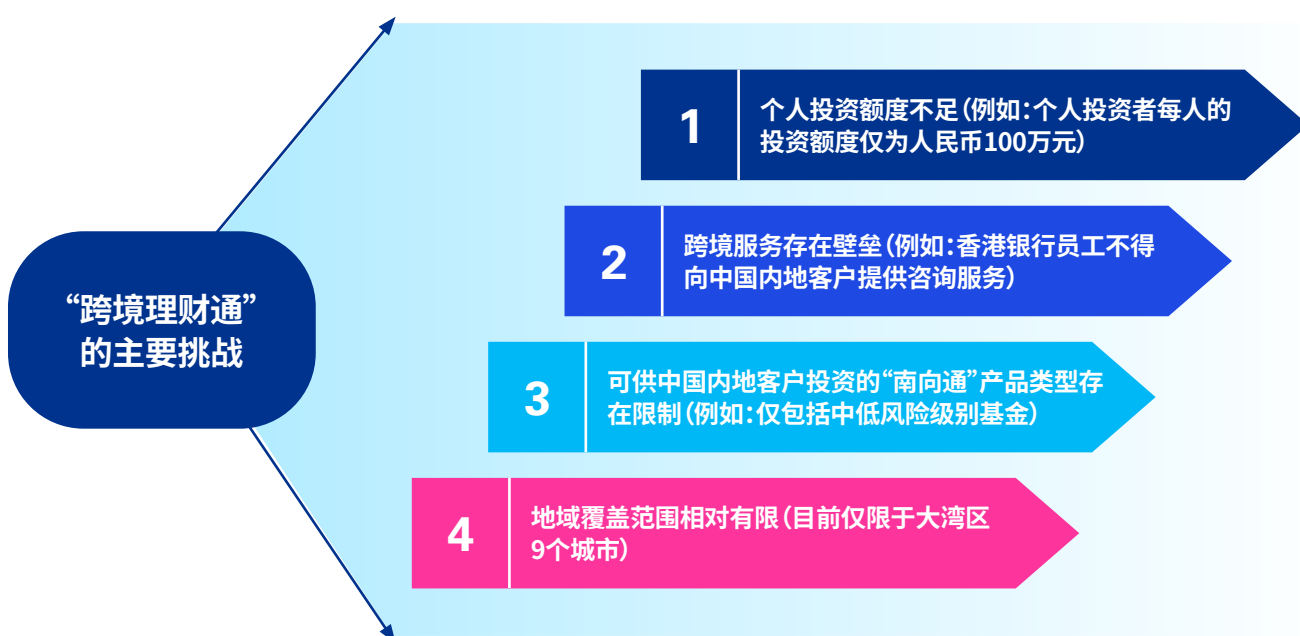 “跨境理财通”
的主要挑战
1
个人投资额度不足(例如:个人投资者每人的
投资额度仅为人民币100万元)
2
跨境服务存在壁垒(例如:香港银行员工不得
向中国内地客户提供咨询服务)
3
可供中国内地客户投资的“南向通”产品类型存
在限制(例如:仅包括中低风险级别基金)
4
地域覆盖范围相对有限(目前仅限于大湾区
9个城市)